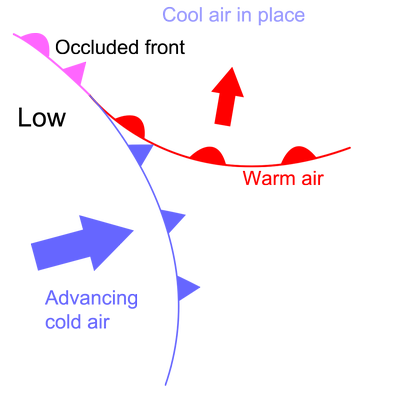 Cool air in place
Occluded front
Low
Warm air
Advancing
cold air